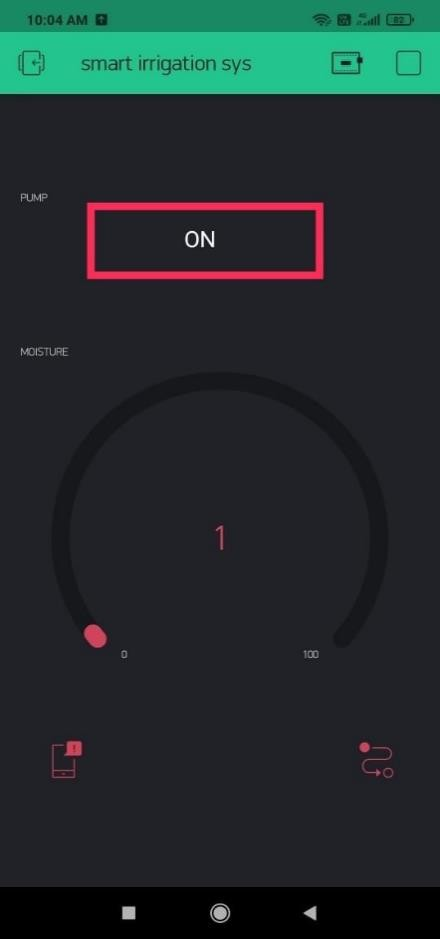 10:04 AM 82
smart irrigation sys
PUMP
ON
MOISTURE
1
0 100
!